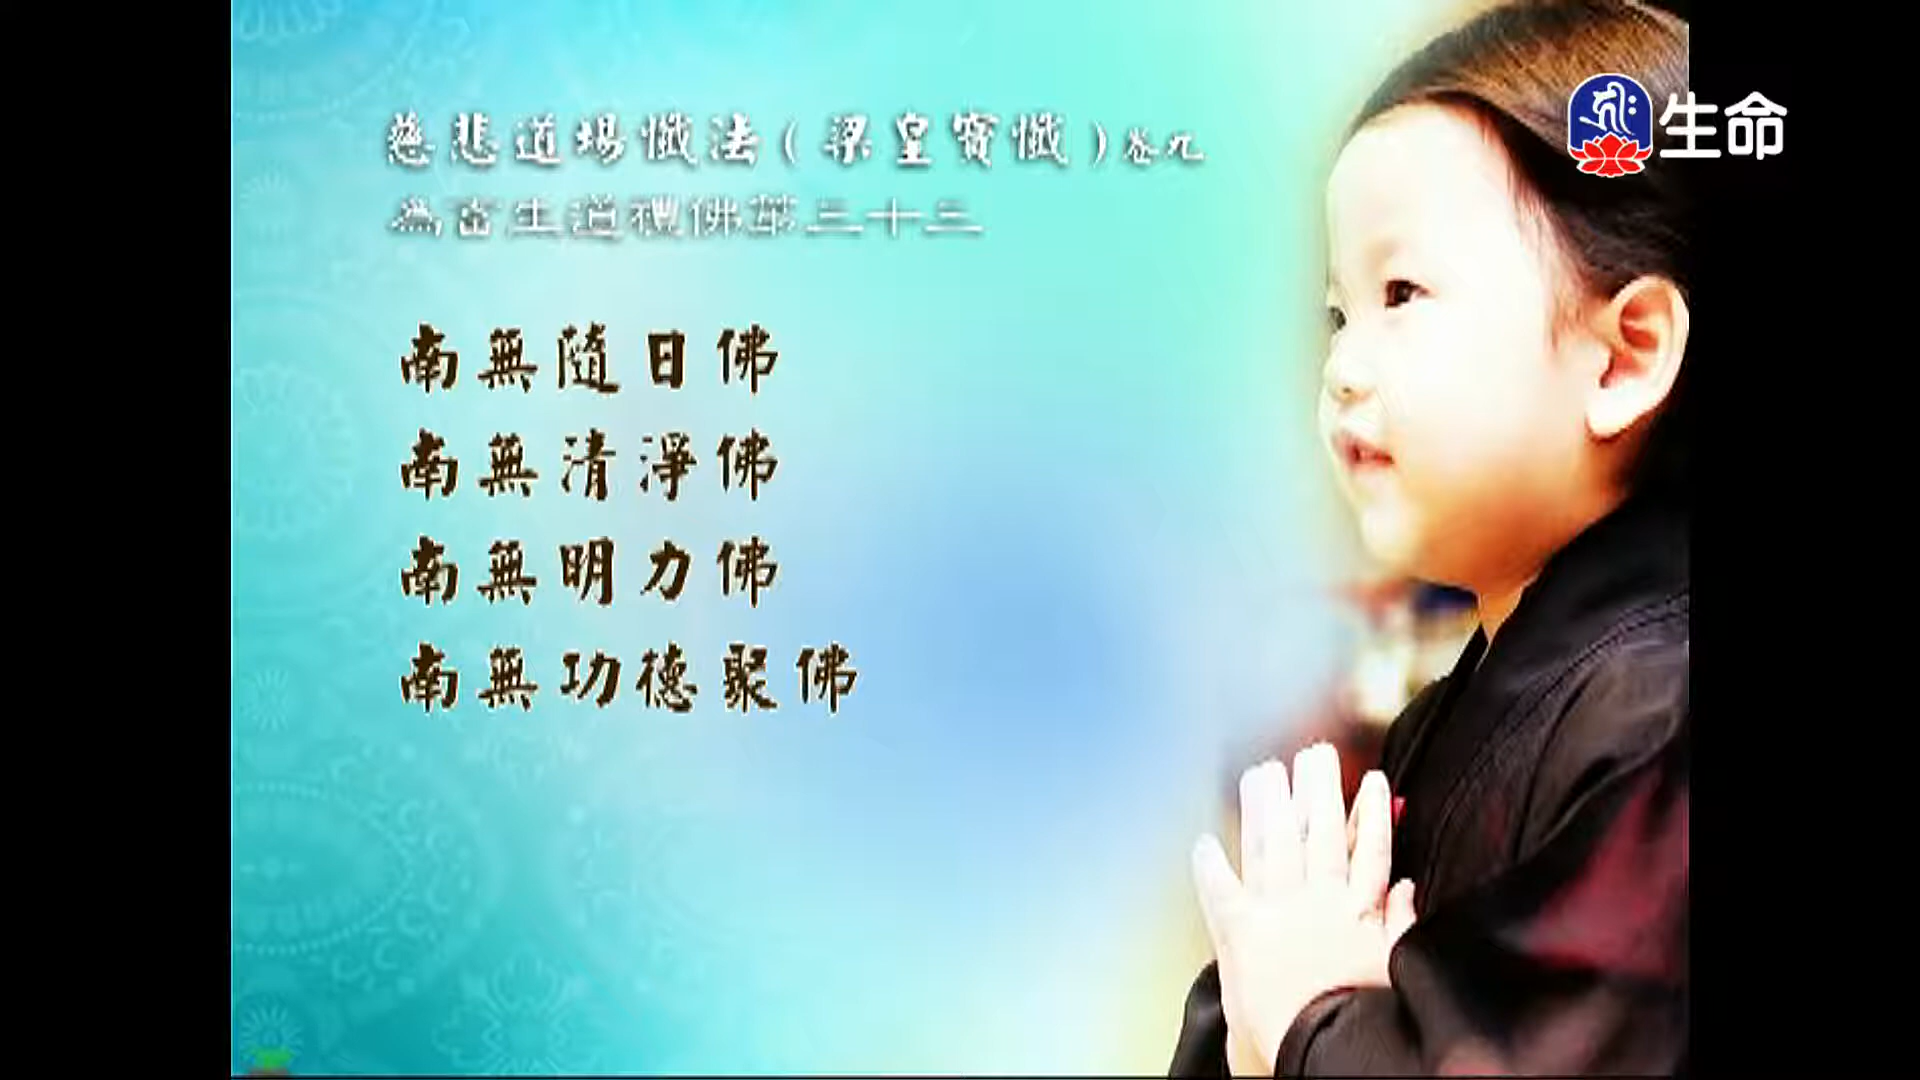 慈悲道場懺法(梁皇寶懺)卷九
為畜生道禮佛第三十三
生命
南無隨日佛
南無清淨佛
南無明力佛
南無功德聚佛